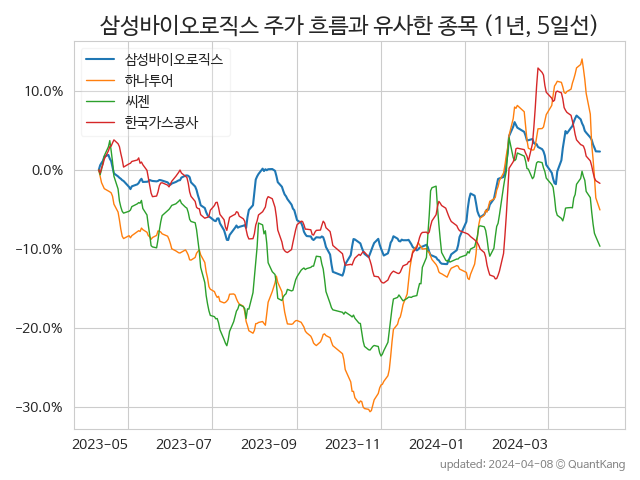 삼성바이오로직스 주가 흐름과 유사한 종목 (1년, 5일선)
삼성바이오로직스
하나투어
씨젠
한국가스공사
10.0%
0.0%
−10.0%
−20.0%
−30.0%
2023-05 2023-07 2023-09 2023-11 2024-01 2024-03
updated: 2024-04-08 © QuantKang